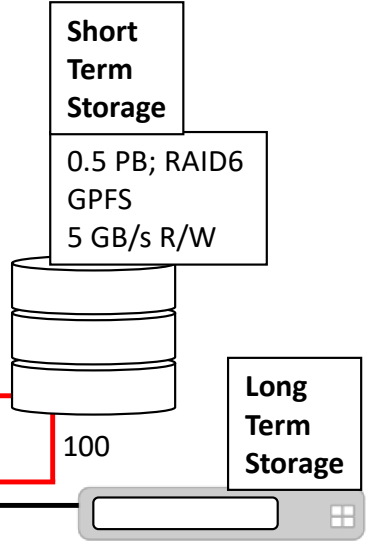 Short
Term
Storage
0.5 PB; RAID6
GPFS
5 GB/s R/W
100
Long
Term
Storage